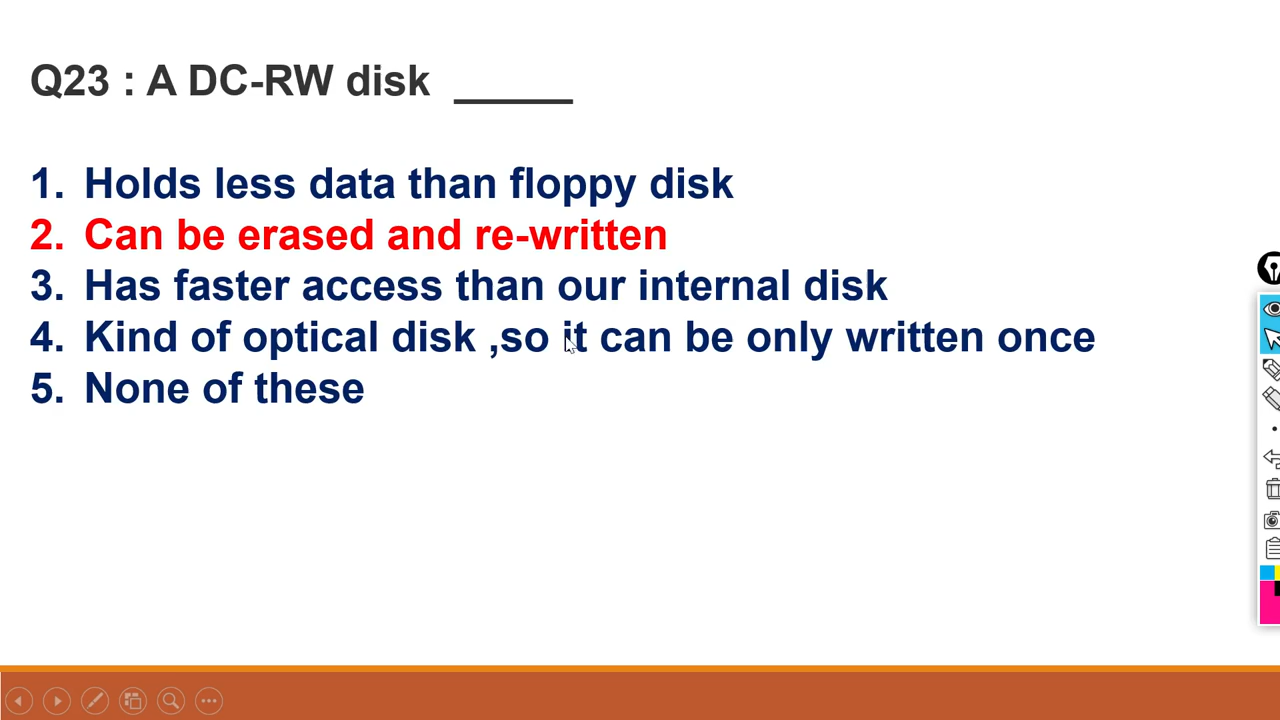 Q23 : A DC-RW disk _____
1. Holds less data than floppy disk
2. Can be erased and re-written
3. Has faster access than our internal disk
4. Kind of optical disk ,so it can be only written once
5. None of these